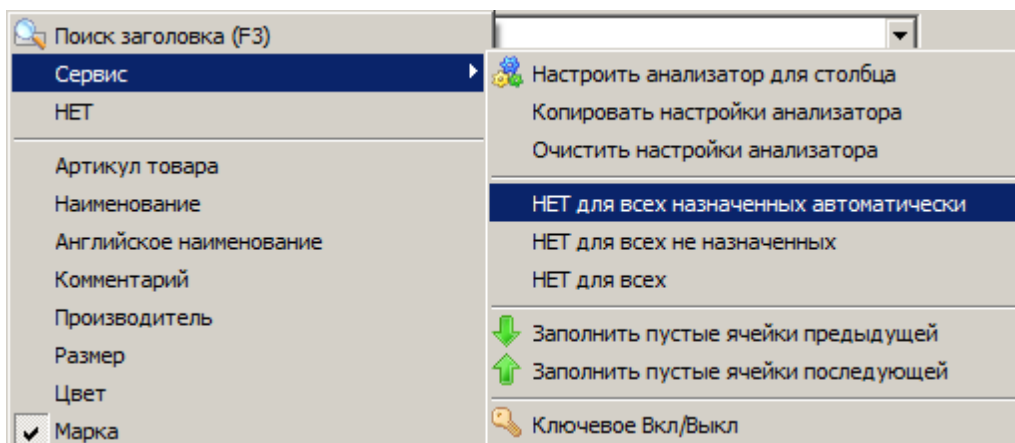 Поиск заголовка (F3)
Сервис
НЕТ
Артикул товара
Наименование
Английское наименование
Комментарий
Производитель
Размер
Цвет
Марка
Настроить анализатор для столбца
Копировать настройки анализатора
Очистить настройки анализатора
НЕТ для всех назначенных автоматически
НЕТ для всех не назначенных
НЕТ для всех
Заполнить пустые ячейки предыдущей
Заполнить пустые ячейки последующей
Ключевое Вкл/Выкл